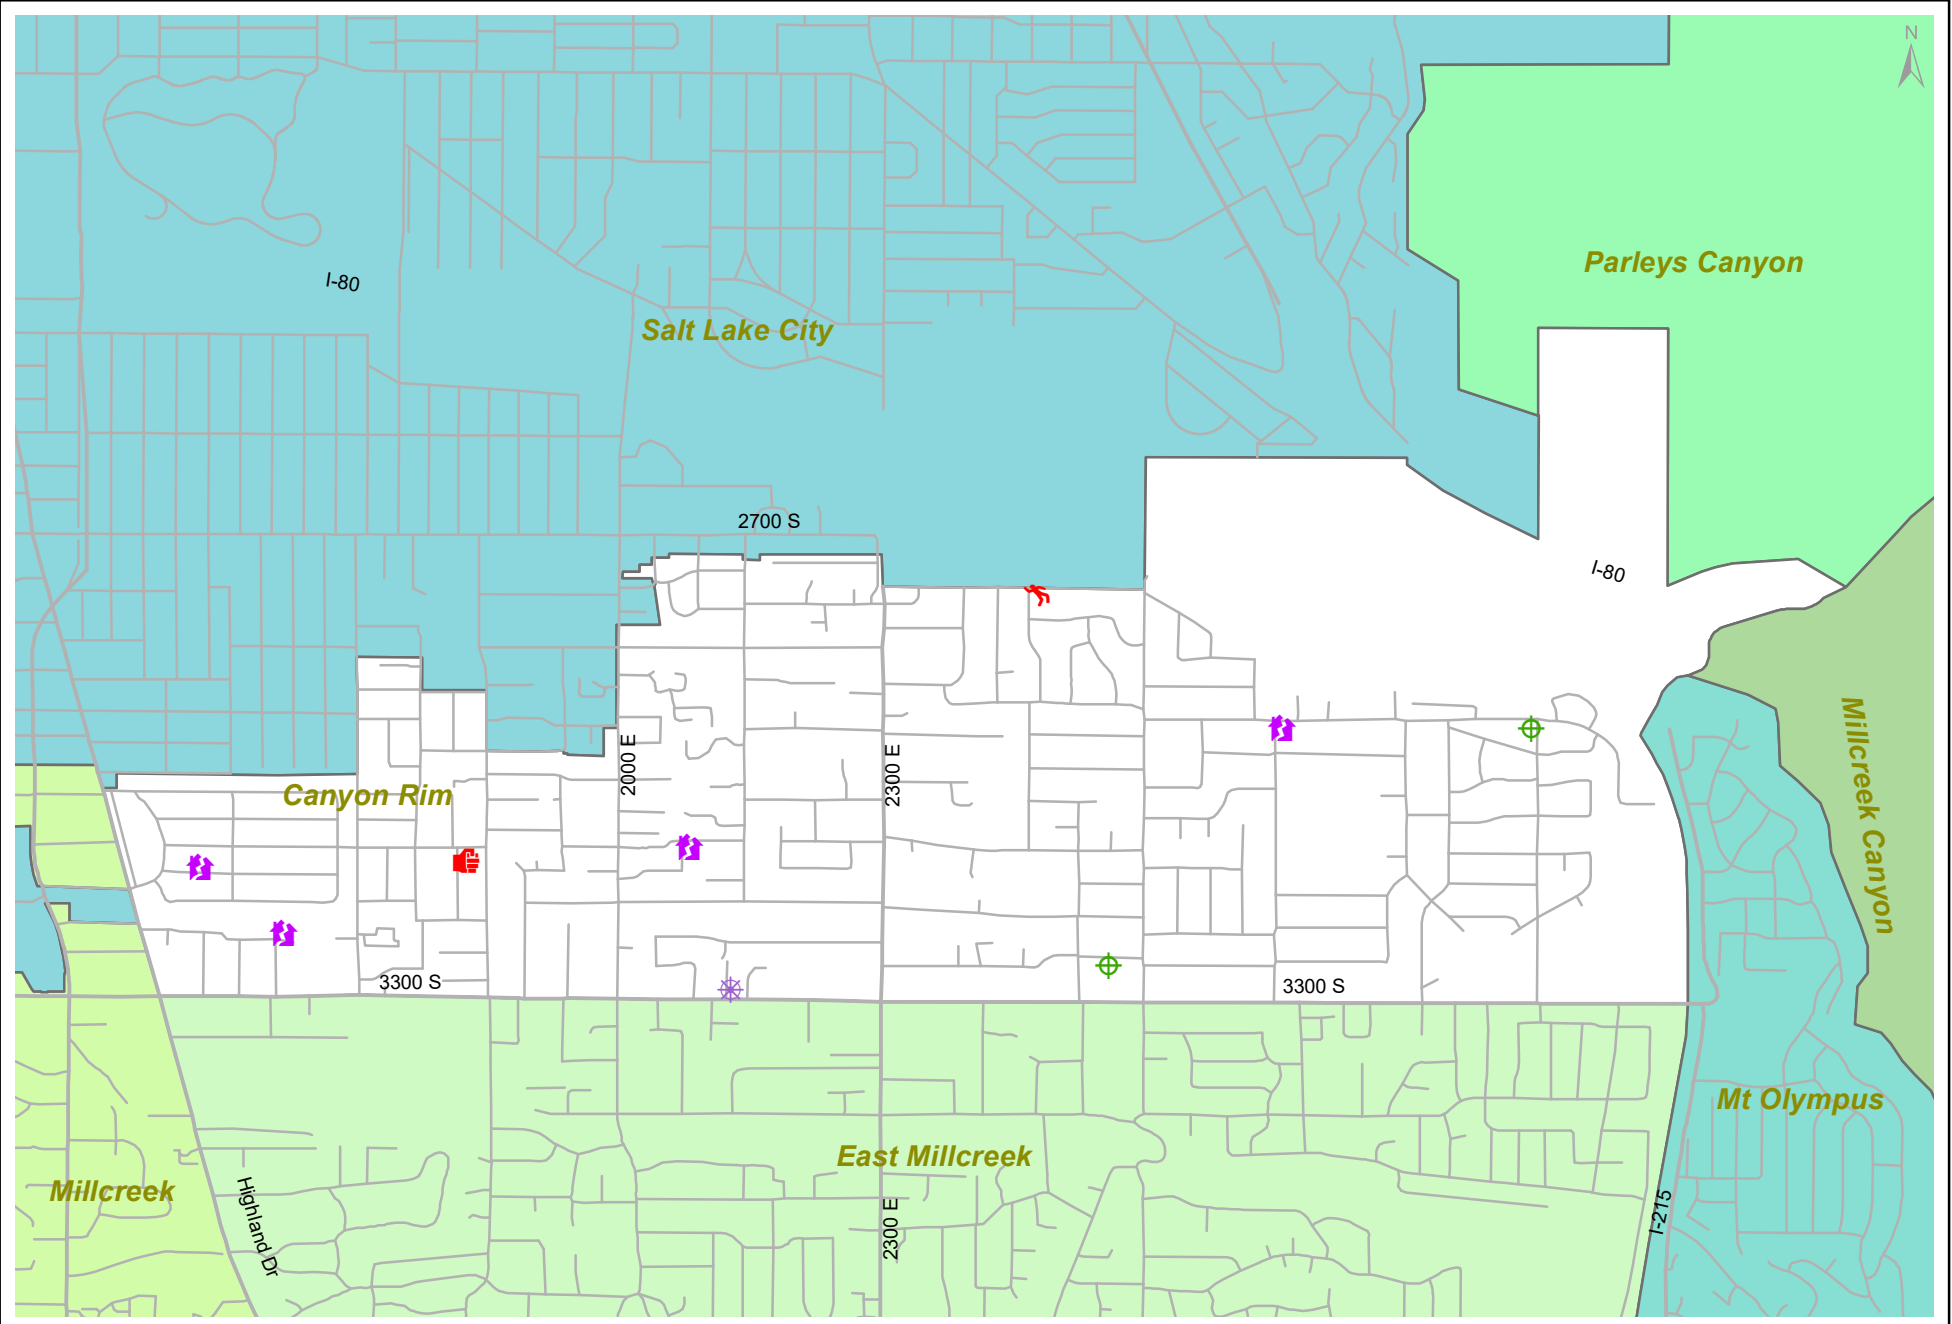 N
Parleys Canyon
I-80
Salt Lake City
2700 S
I-80
2000 E
2300 E
Canyon Rim
Millcreek Canyon
3300 S
3300 S
Mt Olympus
East Millcreek
Millcreek
Highland Dr
2300 E
I-215